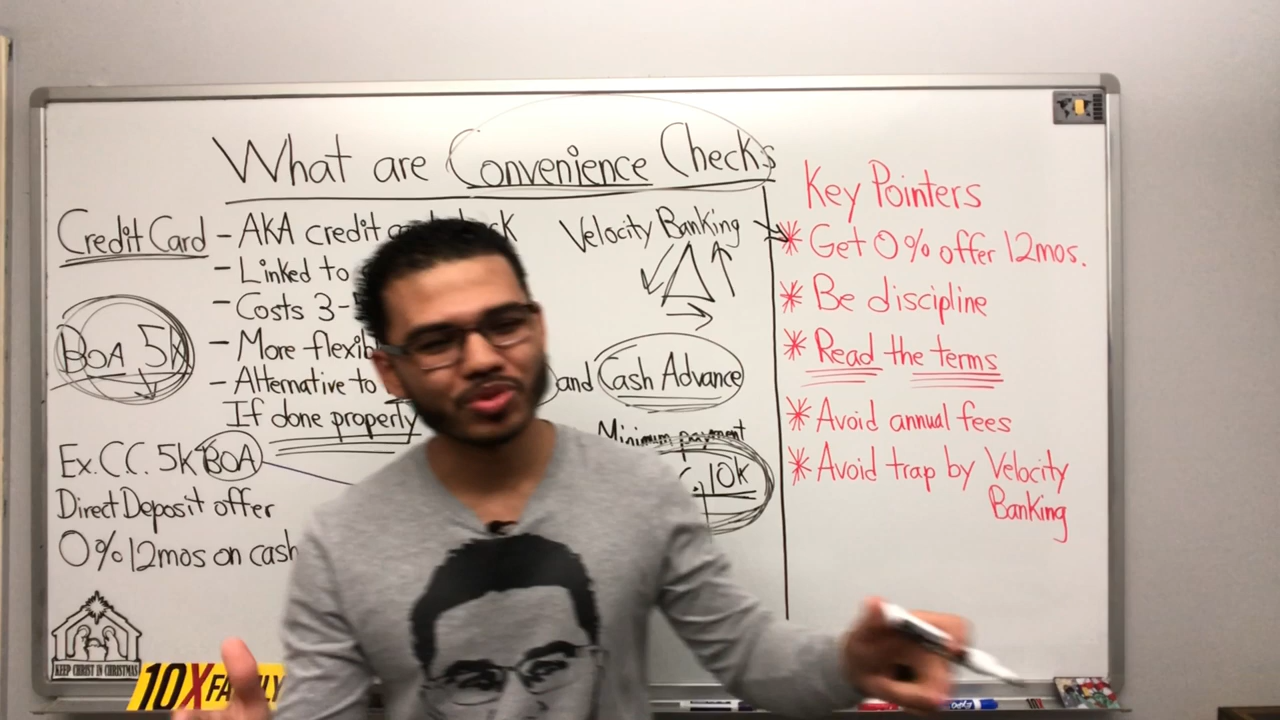 What are Convenience Checks
Credit Card
- AKA credit
- Linked to
- Costs 3-
- More flexibl
- Alternative to
and Cash Advance
If done properly
BOA 5k
Ex. C.C. 5k BOA
Direct Deposit offer
0% 12mos on cash
Velocity Banking
Minimum payment
10k
Key Pointers
* Get 0% offer 12mos.
* Be discipline
* Read the terms
* Avoid annual fees
* Avoid trap by Velocity
Banking
KEEP CHRIST IN CHRISTMAS
10X FAMILY
EXPO